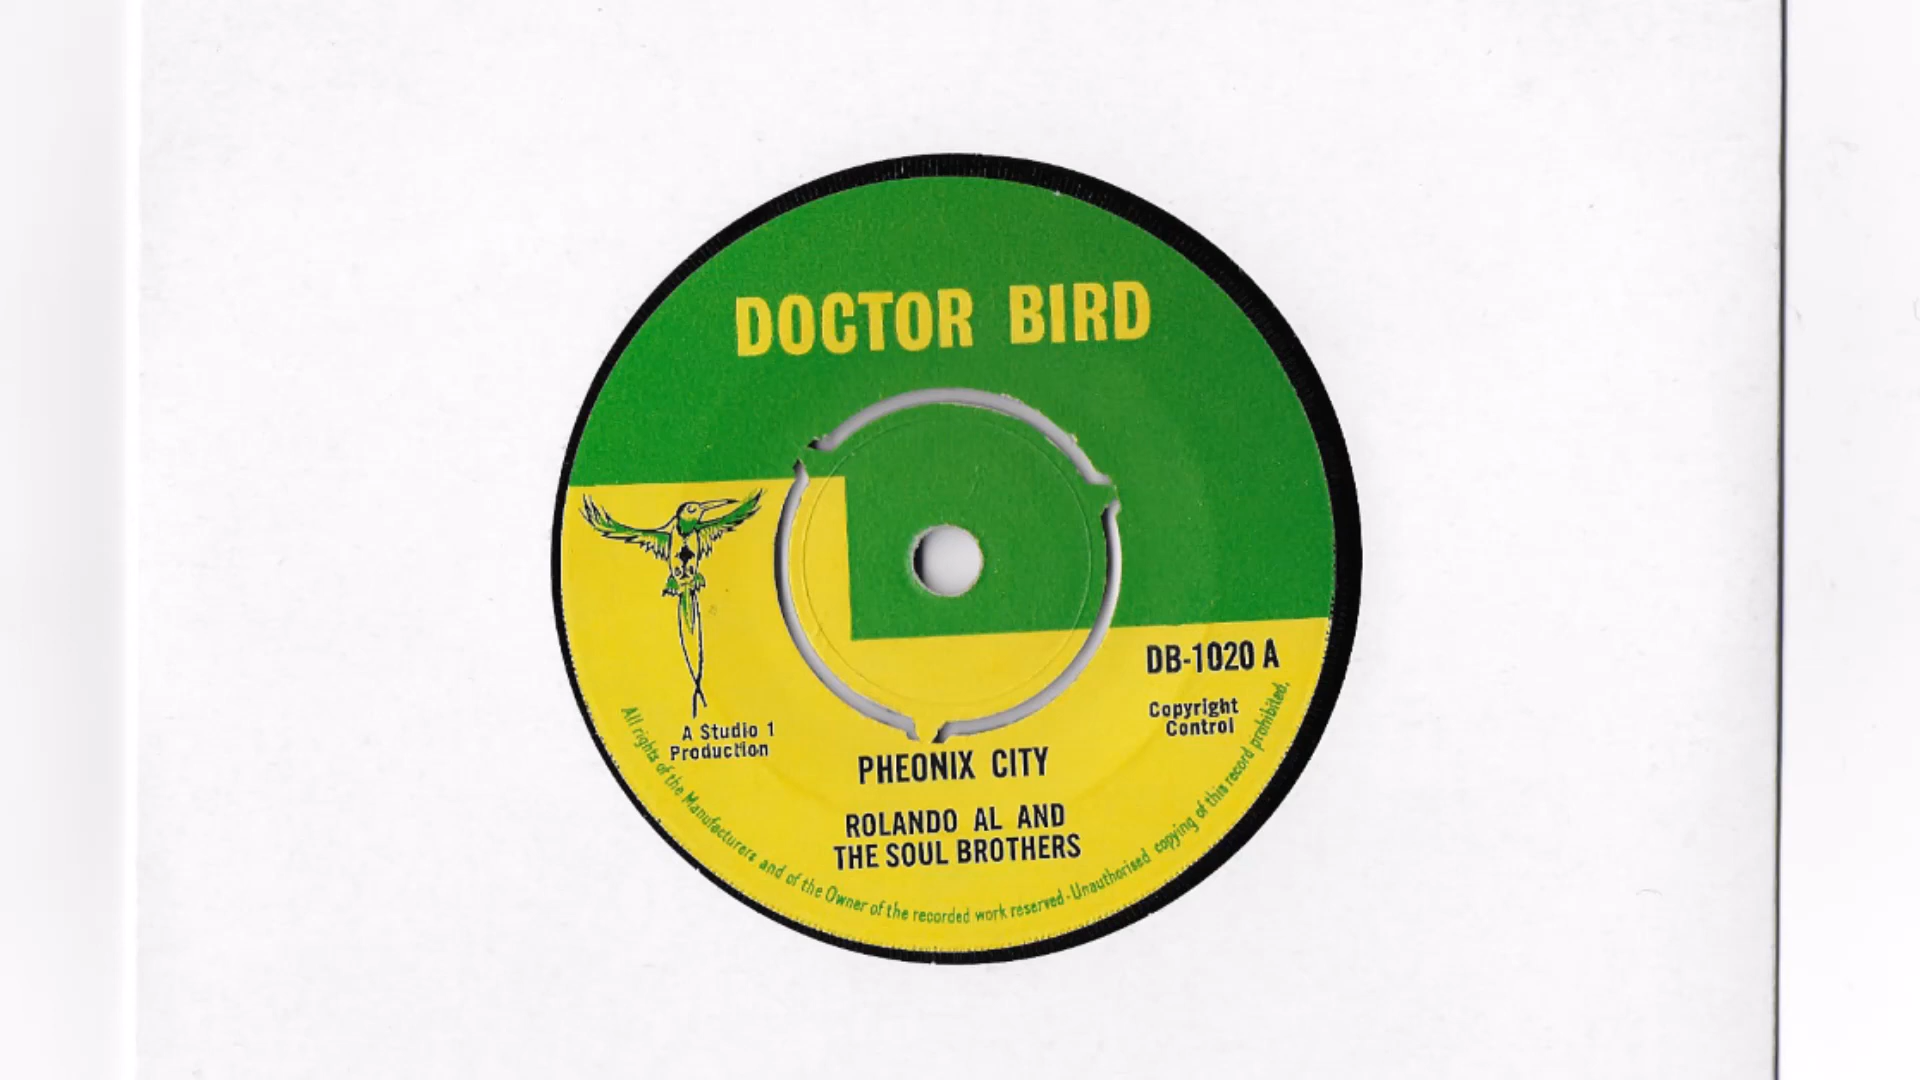 DOCTOR BIRD
DB-1020 A
Copyright
Control
A Studio 1
Production
PHEONIX CITY
ROLANDO AL AND
THE SOUL BROTHERS
All rights of the Manufacturers and of the Owner of the recorded work reserved - Unauthorised copying of this record prohibited.